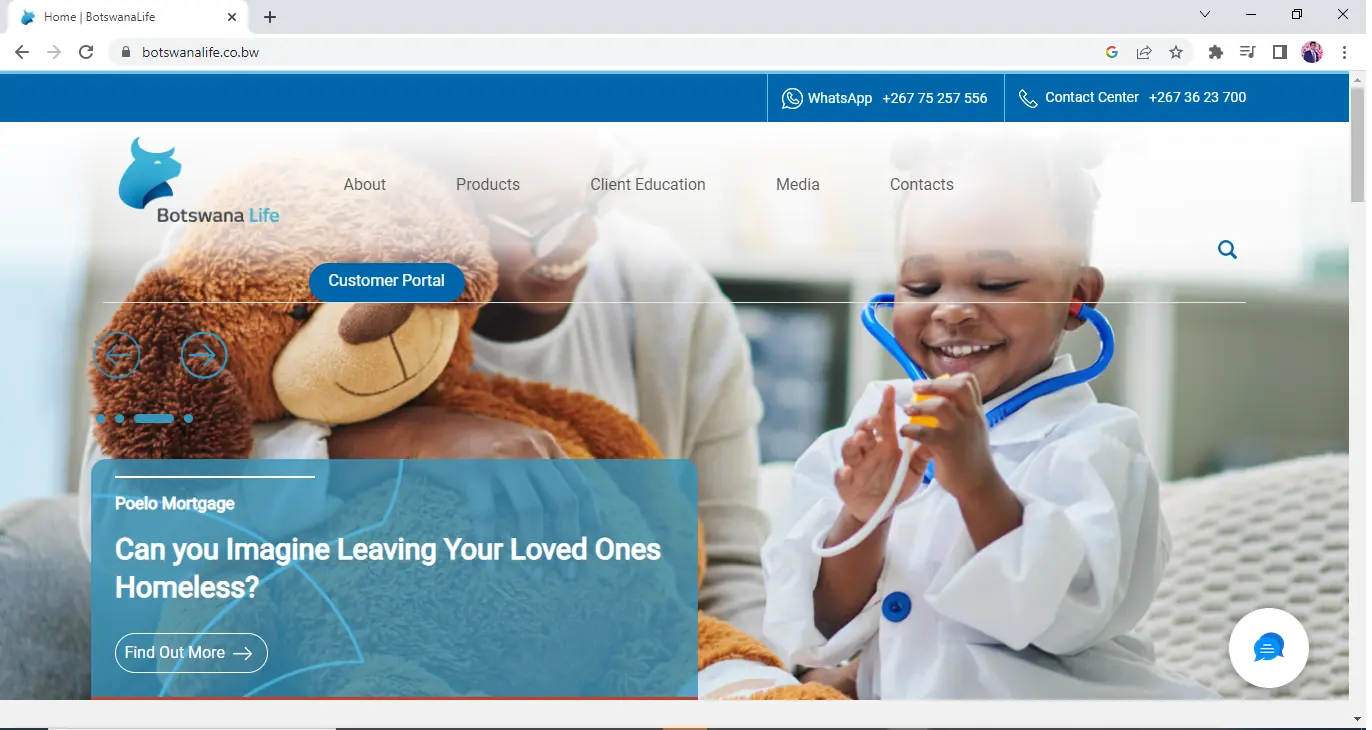 Home | BotswanaLife
botswanalife.co.bw
WhatsApp +267 75 257 556
Contact Center +267 36 23 700
Botswana Life
About
Products
Client Education
Media
Contacts
Customer Portal
Poelo Mortgage
Can you Imagine Leaving Your Loved Ones
Homeless?
Find Out More